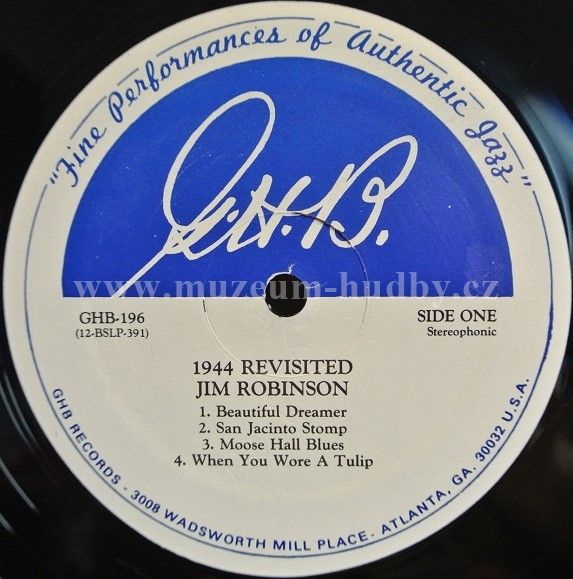 "Fine Performances of Authentic Jazz"
G.H.B.
www.muzeum-hudby.cz
GHB-196
(12-BSLP-391)
SIDE ONE
Stereophonic
1944 REVISITED
JIM ROBINSON
1. Beautiful Dreamer
2. San Jacinto Stomp
3. Moose Hall Blues
4. When You Wore A Tulip
GHB RECORDS - 3008 WADSWORTH MILL PLACE- ATLANTA, GA. 30032 U.S.A.